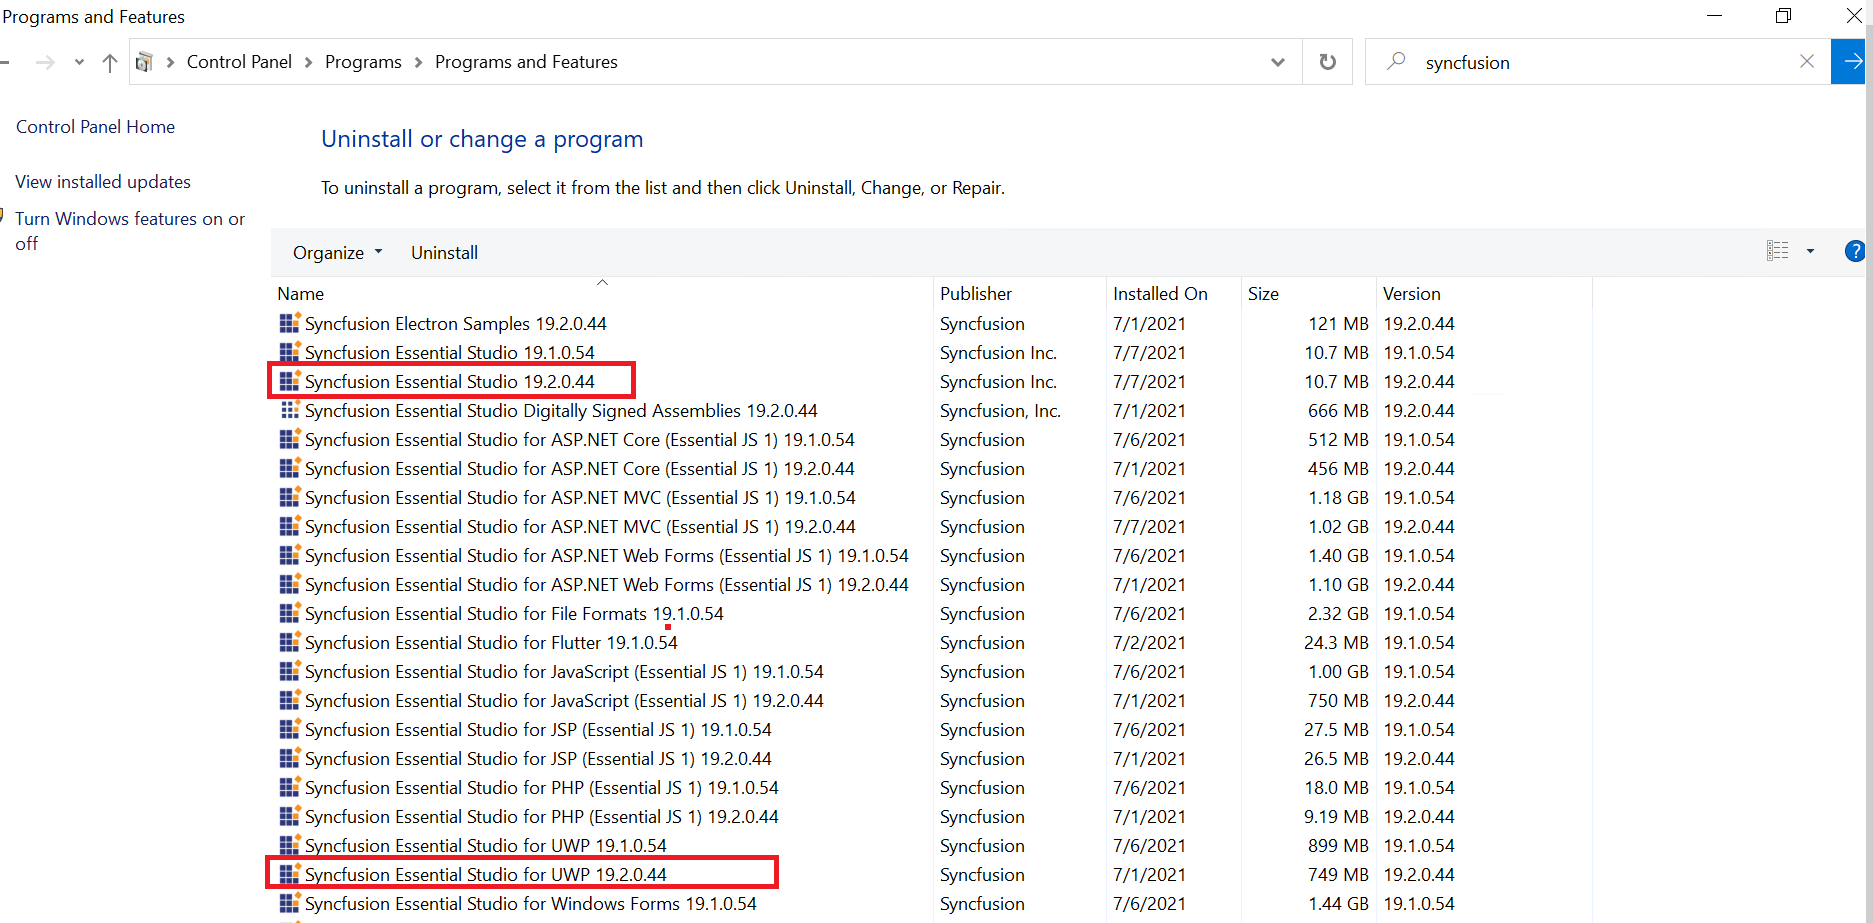 Programs and Features
Control Panel > Programs > Programs and Features
syncfusion
Control Panel Home
View installed updates
Turn Windows features on or
off
Uninstall or change a program
To uninstall a program, select it from the list and then click Uninstall, Change, or Repair.
Organize Uninstall ?
Name Publisher Installed On Size Version
Syncfusion Electron Samples 19.2.0.44 Syncfusion 7/1/2021 121 MB 19.2.0.44
Syncfusion Essential Studio 19.1.0.54 Syncfusion Inc. 7/7/2021 10.7 MB 19.1.0.54
Syncfusion Essential Studio 19.2.0.44 Syncfusion Inc. 7/7/2021 10.7 MB 19.2.0.44
Syncfusion Essential Studio Digitally Signed Assemblies 19.2.0.44 Syncfusion, Inc. 7/1/2021 666 MB 19.2.0.44
Syncfusion Essential Studio for ASP.NET Core (Essential JS 1) 19.1.0.54 Syncfusion 7/6/2021 512 MB 19.1.0.54
Syncfusion Essential Studio for ASP.NET Core (Essential JS 1) 19.2.0.44 Syncfusion 7/1/2021 456 MB 19.2.0.44
Syncfusion Essential Studio for ASP.NET MVC (Essential JS 1) 19.1.0.54 Syncfusion 7/6/2021 1.18 GB 19.1.0.54
Syncfusion Essential Studio for ASP.NET MVC (Essential JS 1) 19.2.0.44 Syncfusion 7/7/2021 1.02 GB 19.2.0.44
Syncfusion Essential Studio for ASP.NET Web Forms (Essential JS 1) 19.1.0.54 Syncfusion 7/6/2021 1.40 GB 19.1.0.54
Syncfusion Essential Studio for ASP.NET Web Forms (Essential JS 1) 19.2.0.44 Syncfusion 7/1/2021 1.10 GB 19.2.0.44
Syncfusion Essential Studio for File Formats 19.1.0.54 Syncfusion 7/6/2021 2.32 GB 19.1.0.54
Syncfusion Essential Studio for Flutter 19.1.0.54 Syncfusion 7/2/2021 24.3 MB 19.1.0.54
Syncfusion Essential Studio for JavaScript (Essential JS 1) 19.1.0.54 Syncfusion 7/6/2021 1.00 GB 19.1.0.54
Syncfusion Essential Studio for JavaScript (Essential JS 1) 19.2.0.44 Syncfusion 7/1/2021 750 MB 19.2.0.44
Syncfusion Essential Studio for JSP (Essential JS 1) 19.1.0.54 Syncfusion 7/6/2021 27.5 MB 19.1.0.54
Syncfusion Essential Studio for JSP (Essential JS 1) 19.2.0.44 Syncfusion 7/1/2021 26.5 MB 19.2.0.44
Syncfusion Essential Studio for PHP (Essential JS 1) 19.1.0.54 Syncfusion 7/6/2021 18.0 MB 19.1.0.54
Syncfusion Essential Studio for PHP (Essential JS 1) 19.2.0.44 Syncfusion 7/1/2021 9.19 MB 19.2.0.44
Syncfusion Essential Studio for UWP 19.1.0.54 Syncfusion 7/6/2021 899 MB 19.1.0.54
Syncfusion Essential Studio for UWP 19.2.0.44 Syncfusion 7/1/2021 749 MB 19.2.0.44
Syncfusion Essential Studio for Windows Forms 19.1.0.54 Syncfusion 7/6/2021 1.44 GB 19.1.0.54